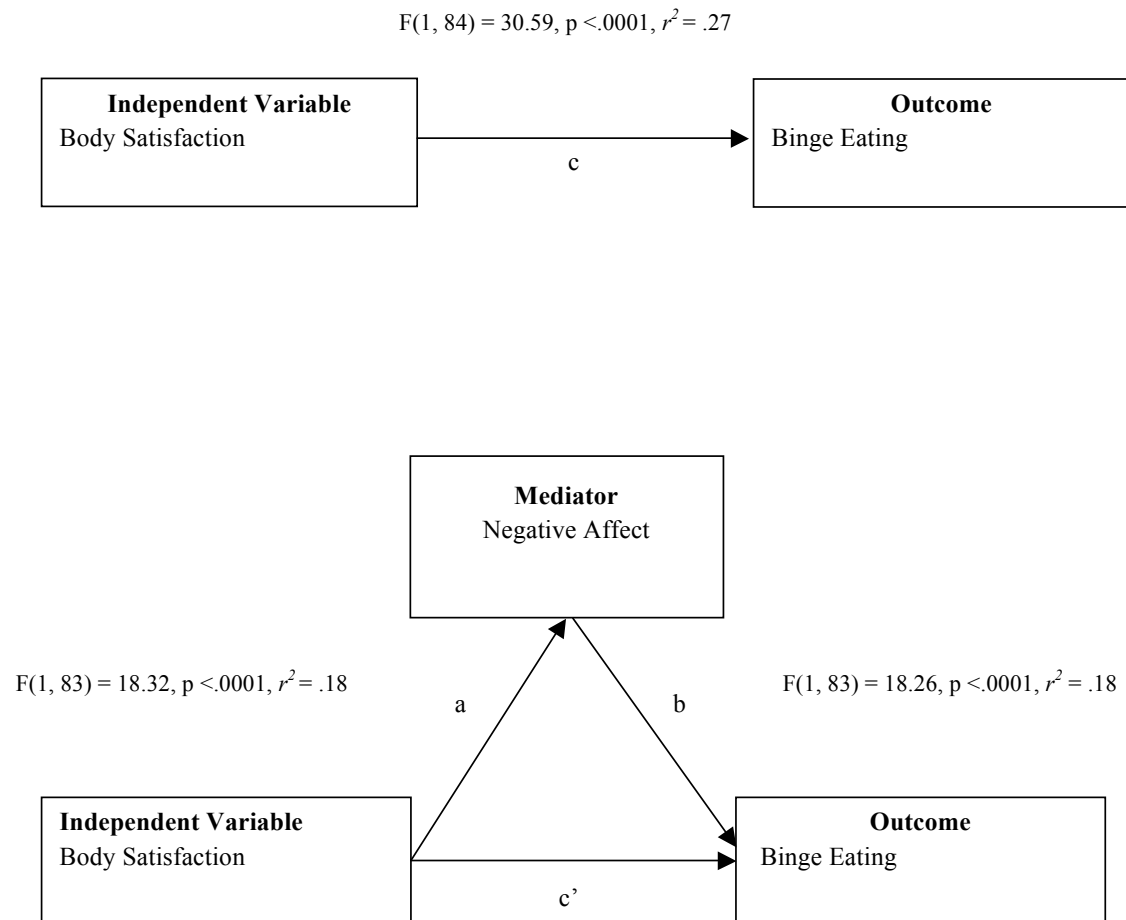 F(1, 84) = 30.59, p <.0001, r² = .27
Independent Variable
Body Satisfaction
Outcome
Binge Eating
c
Mediator
Negative Affect
F(1, 83) = 18.32, p <.0001, r² = .18
a
b
F(1, 83) = 18.26, p <.0001, r² = .18
Independent Variable
Body Satisfaction
Outcome
Binge Eating
c’